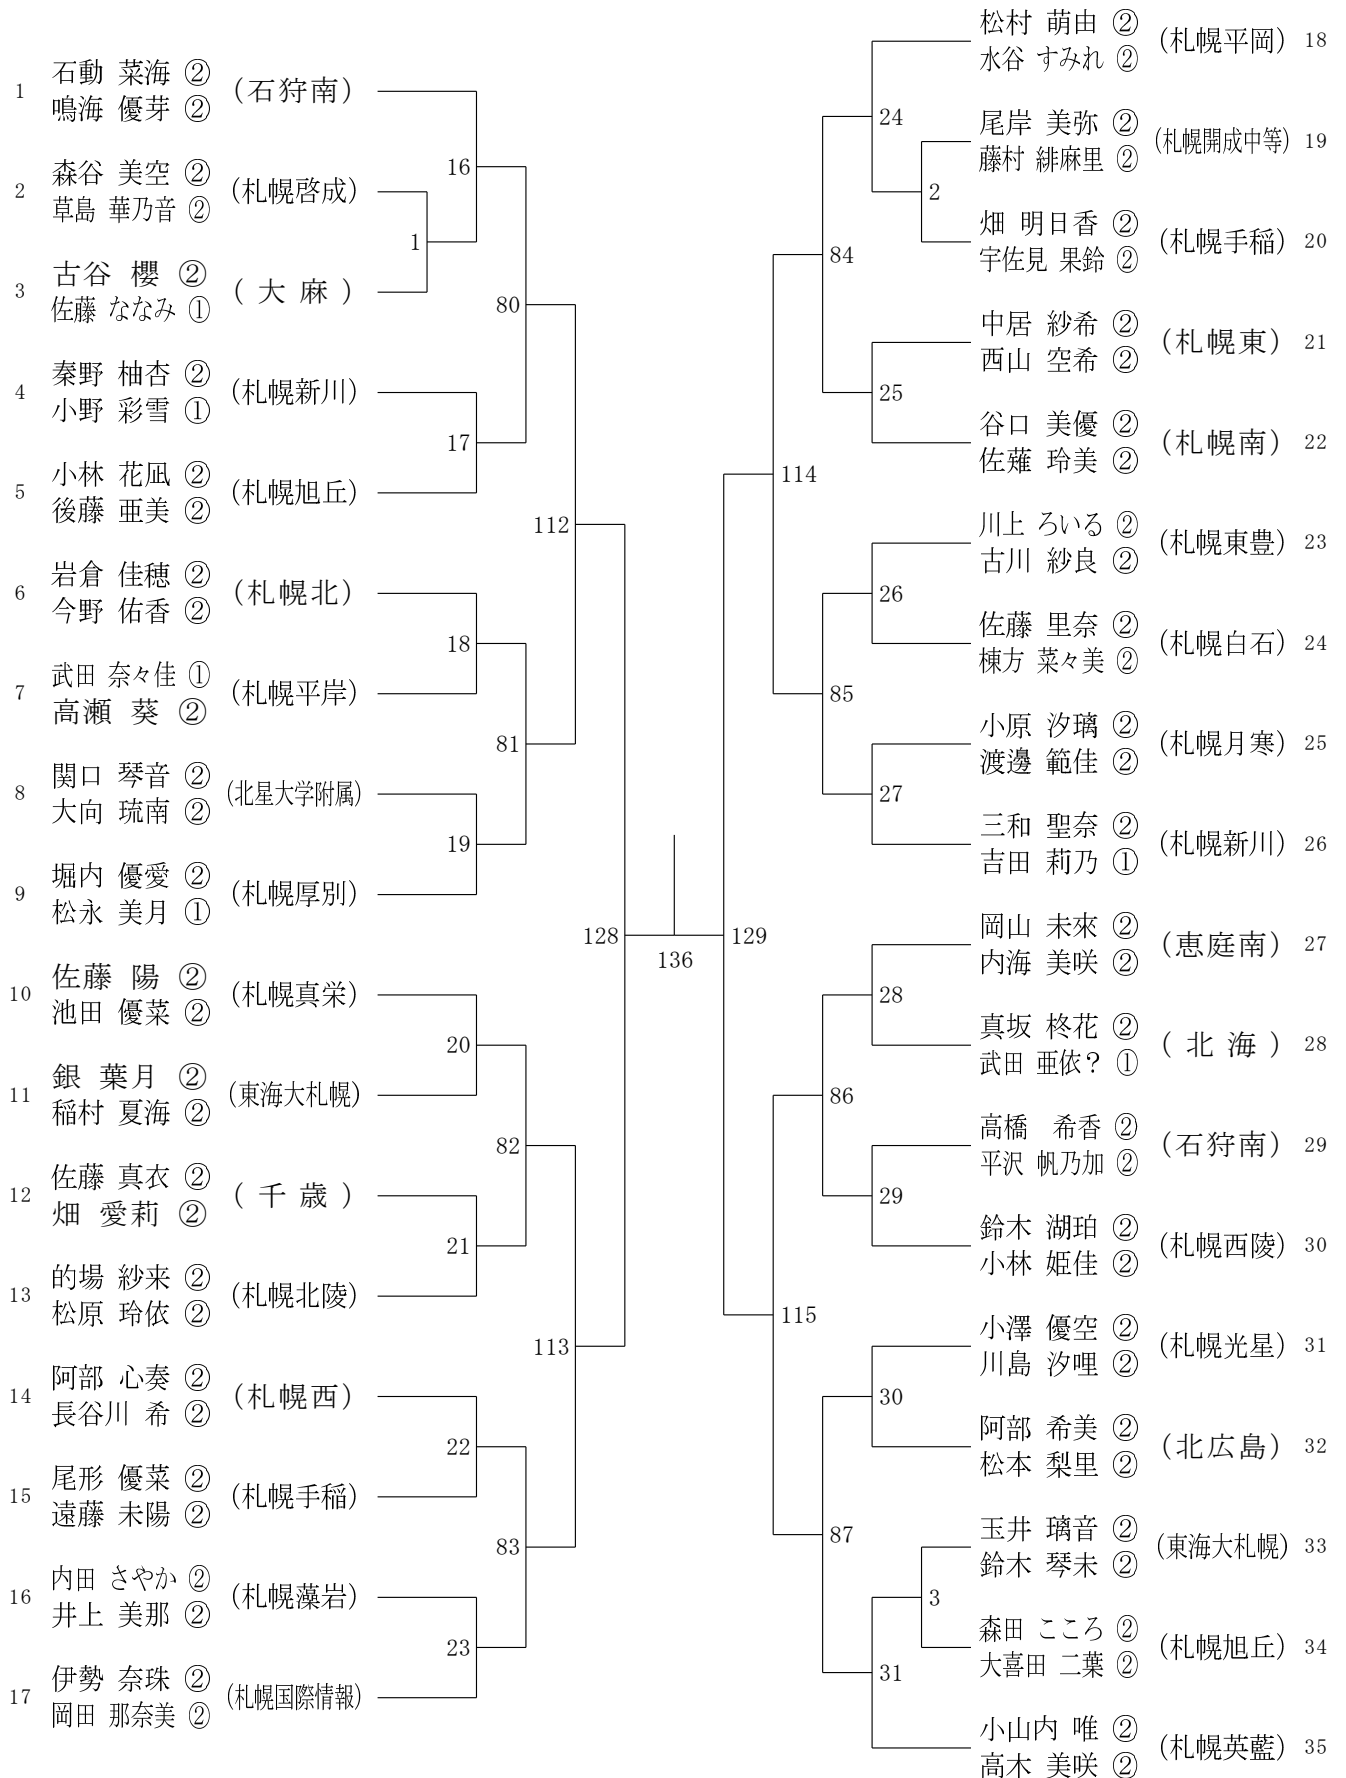 1 石動 菜海 ② (石狩南)
鳴海 優芽 ②
2 森谷 美空 ② (札幌啓成)
草島 華乃音 ②
3 古谷 櫻 ② (大麻)
佐藤 ななみ ①
4 秦野 柚杏 ② (札幌新川)
小野 彩雪 ①
5 小林 花凪 ② (札幌旭丘)
後藤 亜美 ②
6 岩倉 佳穂 ② (札幌北)
今野 佑香 ②
7 武田 奈々佳 ① (札幌平岸)
高瀬 葵 ②
8 関口 琴音 ② (北星大学附属)
大向 琉南 ②
9 堀内 優愛 ② (札幌厚別)
松永 美月 ①
10 佐藤 陽 ② (札幌真栄)
池田 優菜 ②
11 銀 葉月 ② (東海大札幌)
稲村 夏海 ②
12 佐藤 真衣 ② (千歳)
畑 愛莉 ②
13 的場 紗来 ② (札幌北陵)
松原 玲依 ②
14 阿部 心奏 ② (札幌西)
長谷川 希 ②
15 尾形 優菜 ② (札幌手稲)
遠藤 未陽 ②
16 内田 さやか ② (札幌藻岩)
井上 美那 ②
17 伊勢 奈珠 ② (札幌国際情報)
岡田 那奈美 ②
16
1
80
17
112
18
81
19
128
20
82
21
113
22
83
23
136
129
24
2
84
25
114
26
85
27
28
86
29
115
30
87
3
31
松村 萌由 ② (札幌平岡) 18
水谷 すみれ ②
尾岸 美弥 ② (札幌開成中等) 19
藤村 緋麻里 ②
畑 明日香 ② (札幌手稲) 20
宇佐見 果鈴 ②
中居 紗希 ② (札幌東) 21
西山 空希 ②
谷口 美優 ② (札幌南) 22
佐薙 玲美 ②
川上 ろいる ② (札幌東豊) 23
古川 紗良 ②
佐藤 里奈 ② (札幌白石) 24
棟方 菜々美 ②
小原 汐璃 ② (札幌月寒) 25
渡邊 範佳 ②
三和 聖奈 ② (札幌新川) 26
吉田 莉乃 ①
岡山 未來 ② (恵庭南) 27
内海 美咲 ②
真坂 柊花 ② (北海) 28
武田 亜依? ①
高橋 希香 ② (石狩南) 29
平沢 帆乃加 ②
鈴木 湖珀 ② (札幌西陵) 30
小林 姫佳 ②
小澤 優空 ② (札幌光星) 31
川島 汐哩 ②
阿部 希美 ② (北広島) 32
松本 梨里 ②
玉井 璃音 ② (東海大札幌) 33
鈴木 琴未 ②
森田 こころ ② (札幌旭丘) 34
大喜田 二葉 ②
小山内 唯 ② (札幌英藍) 35
高木 美咲 ②